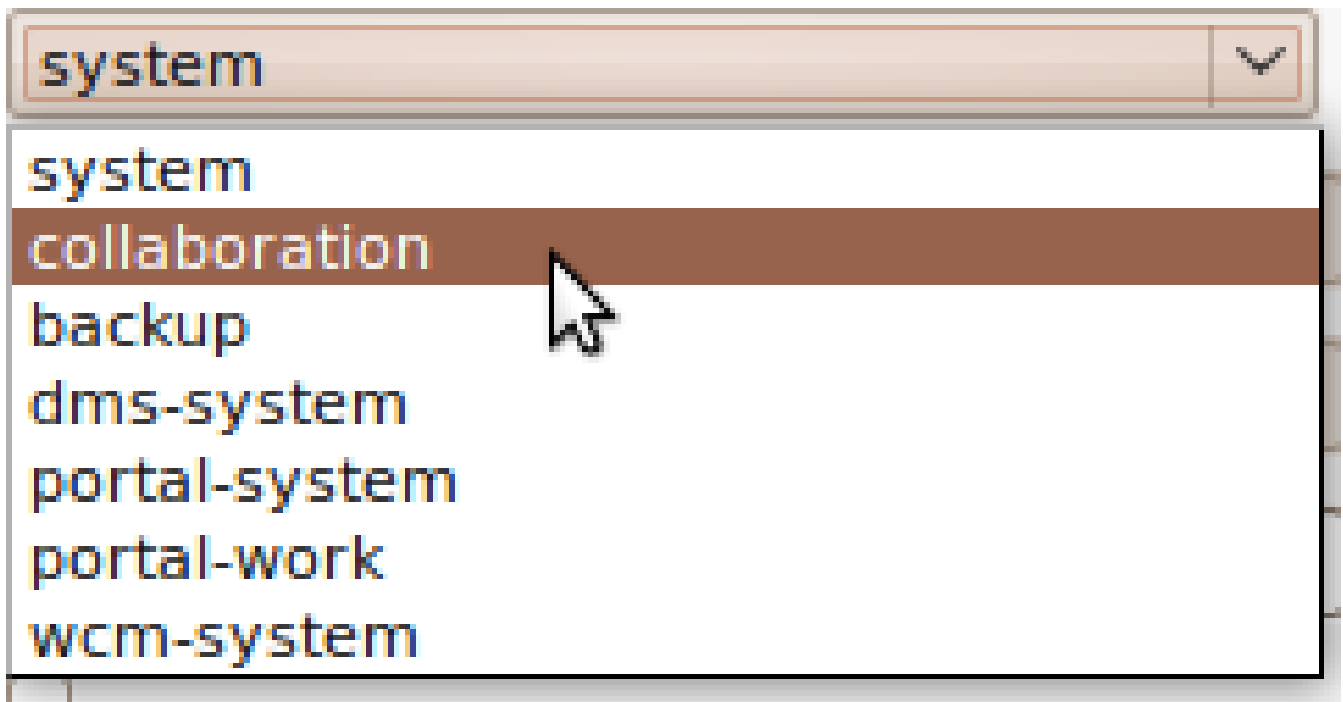 system
system
collaboration
backup
dms-system
portal-system
portal-work
wcm-system